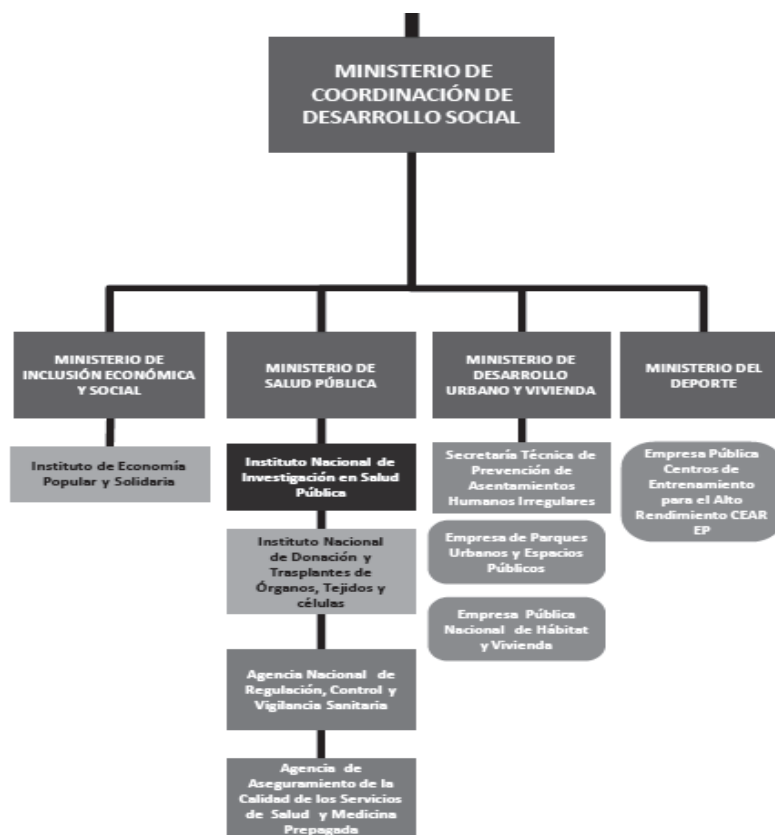 MINISTERIO DE
COORDINACIÓN DE
DESARROLLO SOCIAL
MINISTERIO DE
INCLUSIÓN ECONÓMICA
Y SOCIAL
Instituto de Economía
Popular y Solidaria
MINISTERIO DE
SALUD PÚBLICA
Instituto Nacional de
Investigación en Salud
Pública
Instituto Nacional
de Donación y
Trasplantes de
Órganos, Tejidos y
células
Agencia Nacional de
Regulación, Control y
Vigilancia Sanitaria
Agencia de
Aseguramiento de la
Calidad de los Servicios
de Salud y Medicina
Prepagada
MINISTERIO DE
DESARROLLO
URBANO Y VIVIENDA
Secretaría Técnica de
Prevención de
Asentamientos
Humanos Irregulares
Empresa de Parques
Urbanos y Espacios
Públicos
Empresa Pública
Nacional de Hábitat
y Vivienda
MINISTERIO DEL
DEPORTE
Empresa Pública
Centros de
Entrenamiento
para el Alto
Rendimiento CEAR
EP